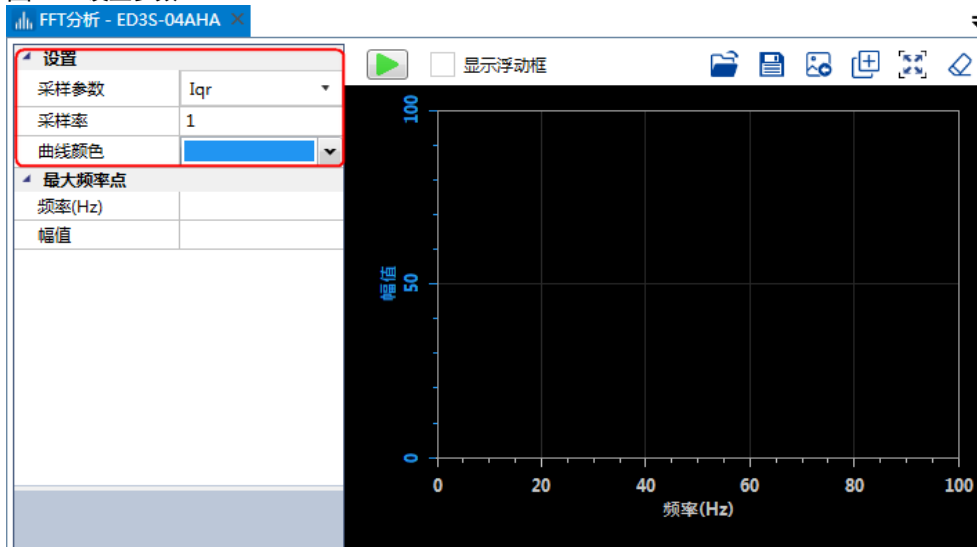 FFT分析 - ED3S-04AHA
设置
采样参数 Iqr
采样率 1
曲线颜色
最大频率点
频率(Hz)
幅值
显示浮动框
100
50
0
幅值
0 20 40 60 80 100
频率(Hz)